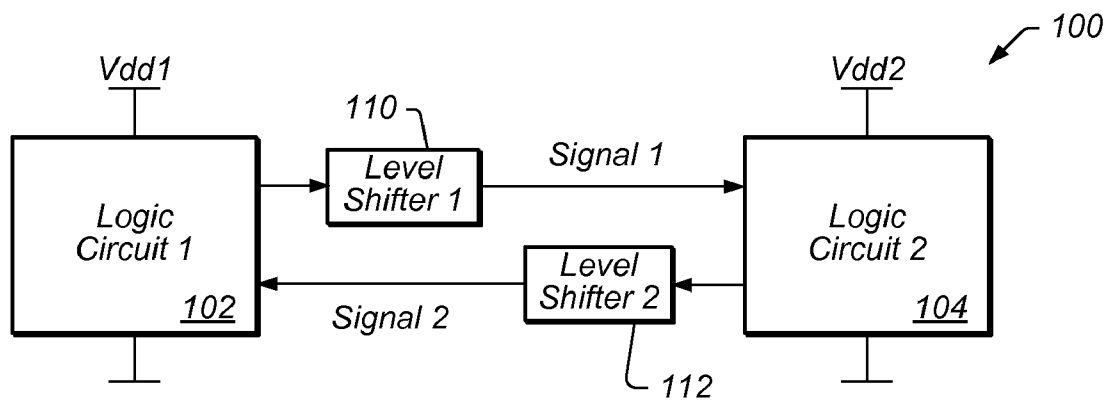 100
Vdd1
Vdd2
110
Level
Shifter 1
Signal 1
Logic
Circuit 1
102
Logic
Circuit 2
104
Level
Shifter 2
Signal 2
112